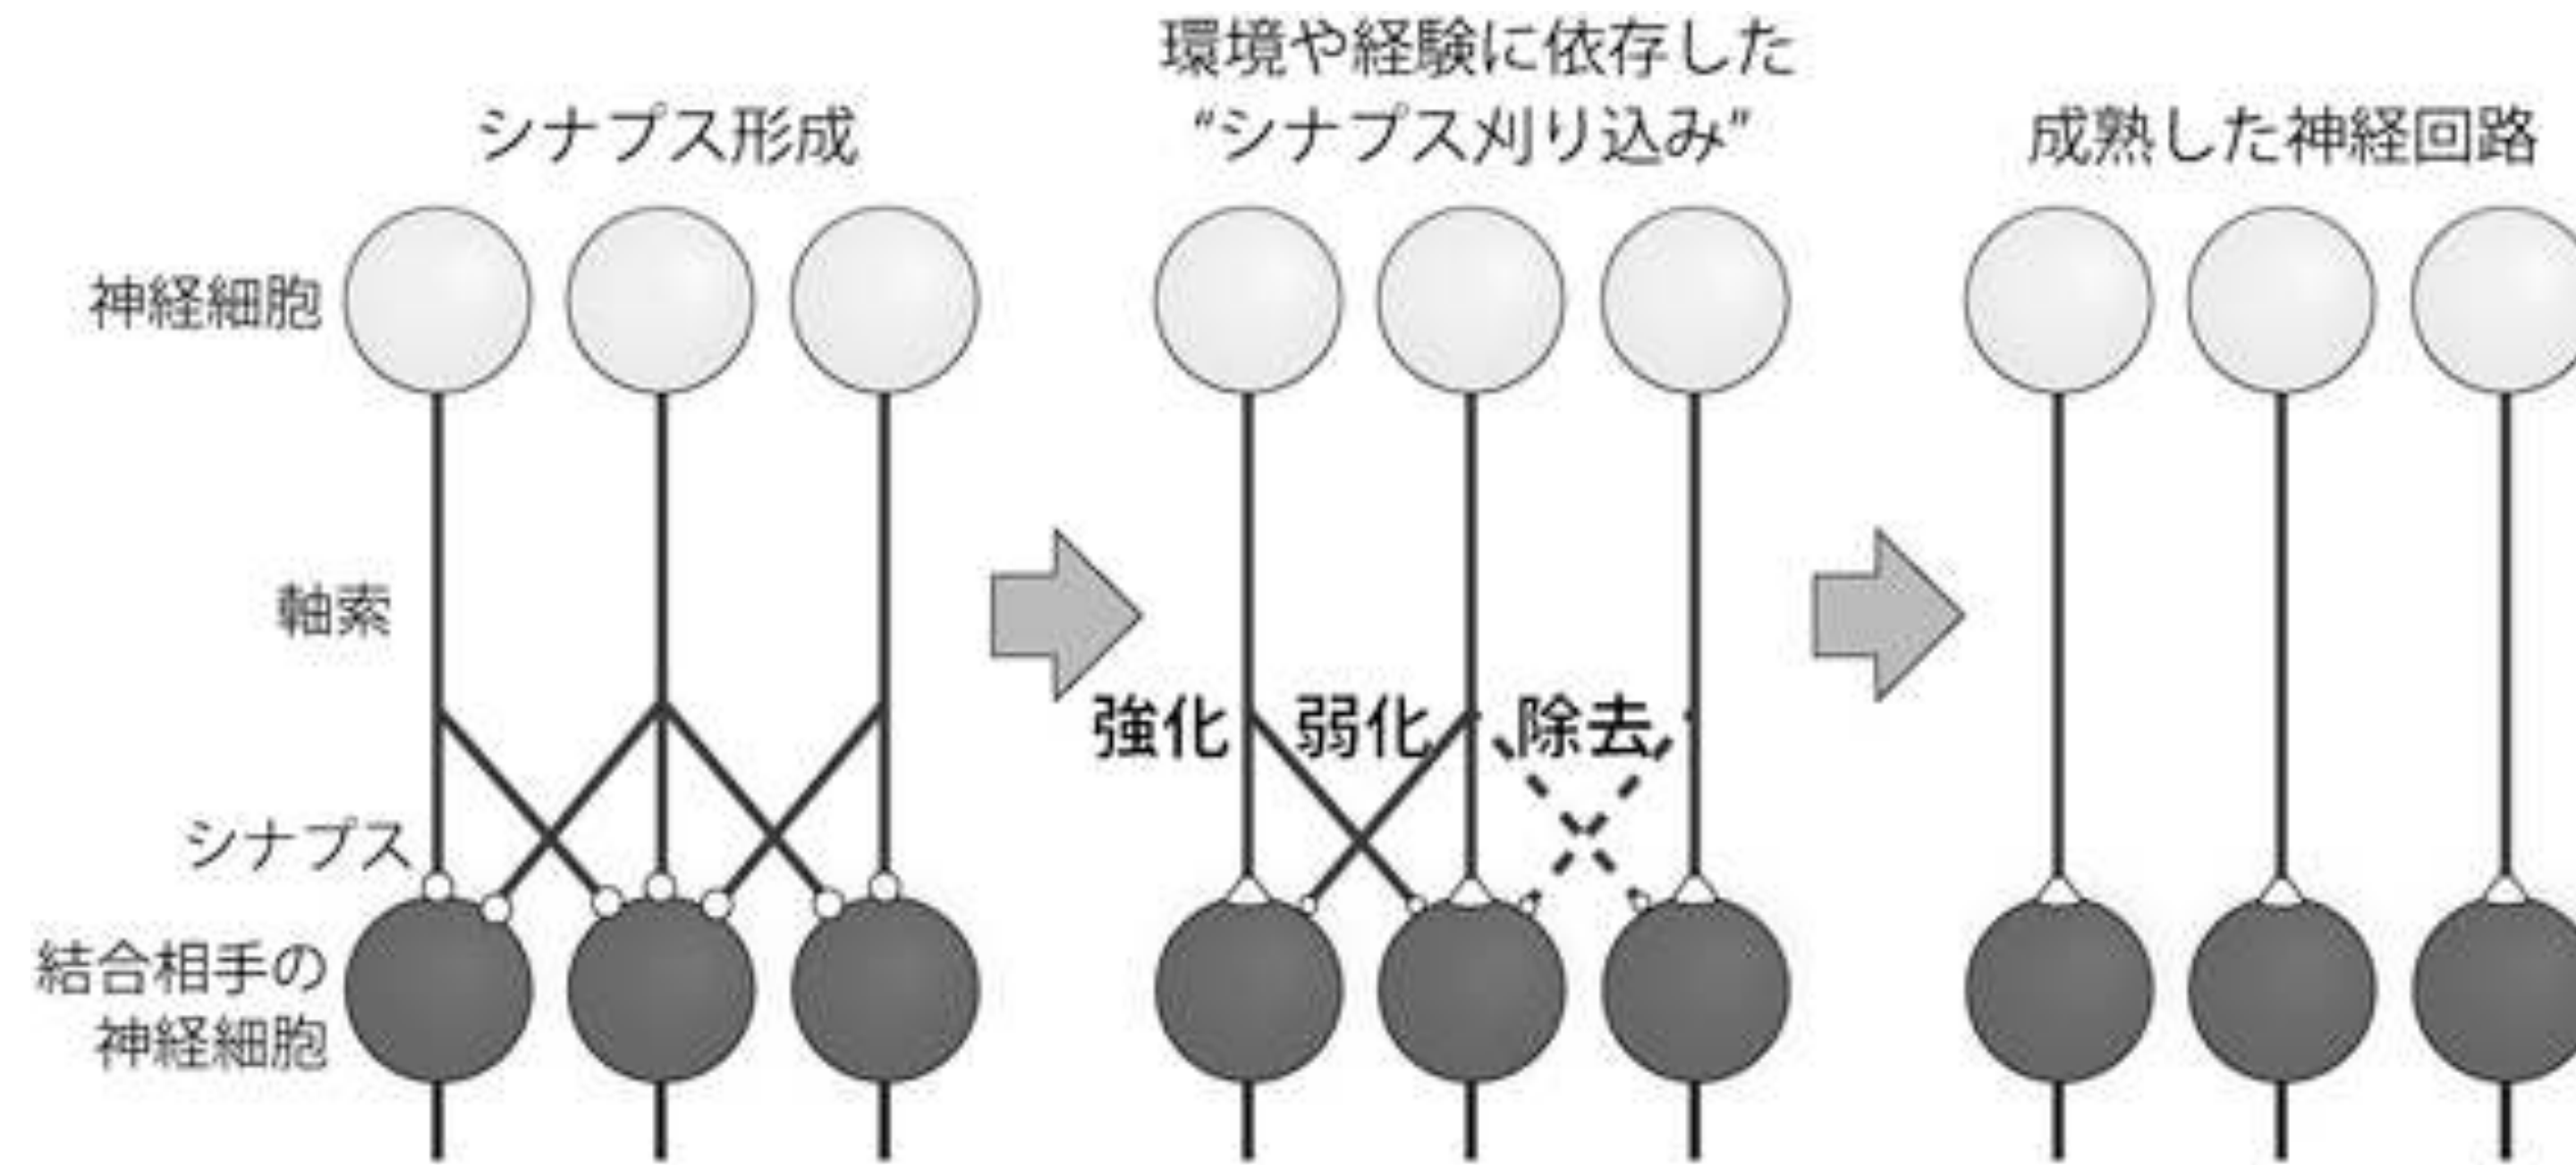 シナプス形成
環境や経験に依存した
“シナプス刈り込み”
成熟した神経回路
神経細胞
軸索
強化
弱化
除去
シナプス
結合相手の
神経細胞